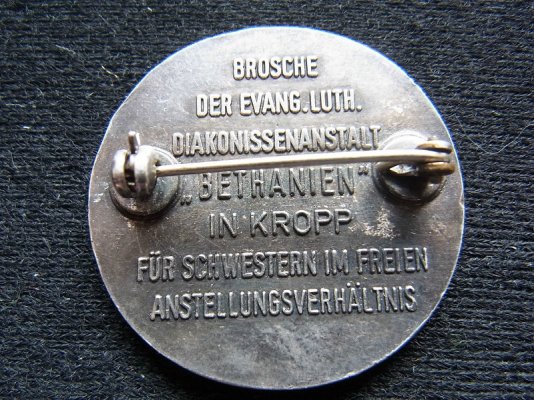 BROSCHE
DER EVANG.LUTH.
DIAKONISSENANSTALT
„BETHANIEN"
IN KROPP
FÜR SCHWESTERN IM FREIEN
ANSTELLUNGSVERHÄLTNIS